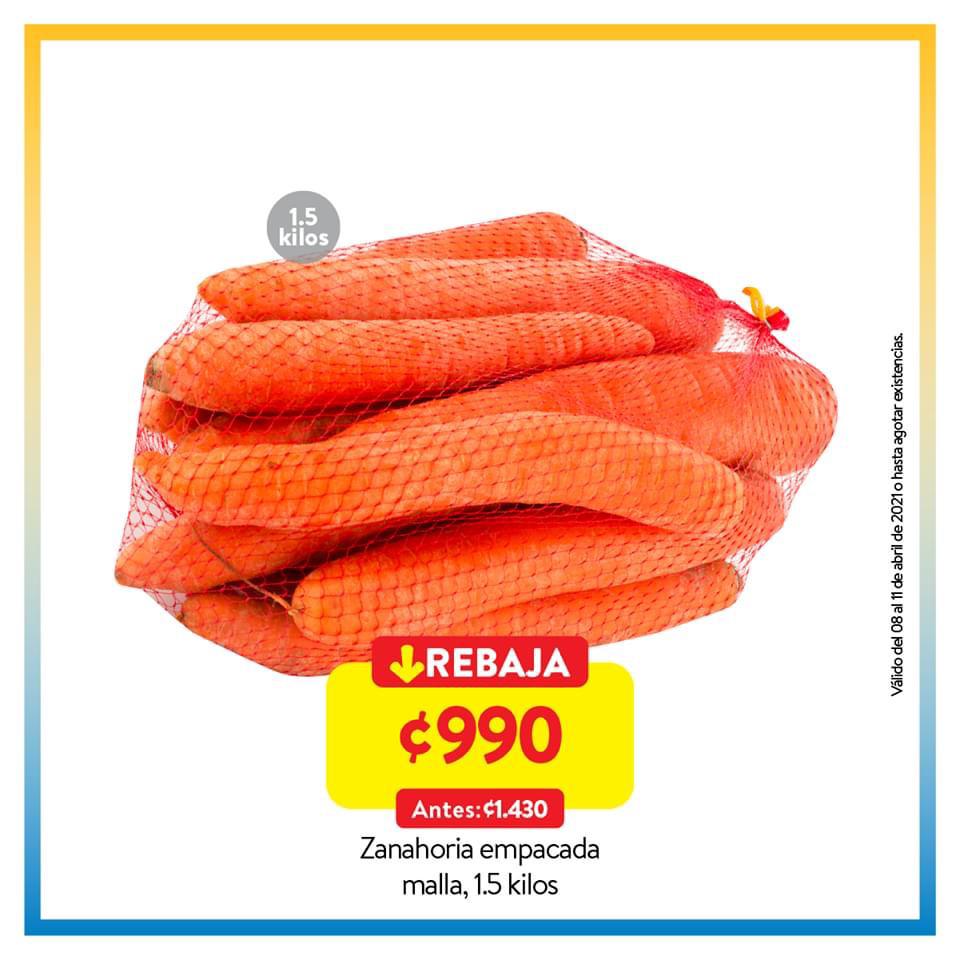 1.5
kilos
REBAJA
¢990
Antes: ¢1.430
Zanahoria empacada
malla, 1.5 kilos
Válido del 08 al 11 de abril de 2021 o hasta agotar existencias.